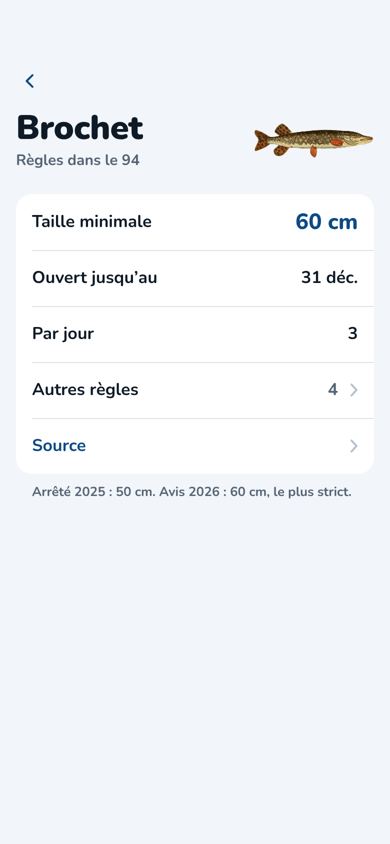 Brochet
Règles dans le 94
Taille minimale 60 cm
Ouvert jusqu’au 31 déc.
Par jour 3
Autres règles 4
Source
Arrêté 2025 : 50 cm. Avis 2026 : 60 cm, le plus strict.